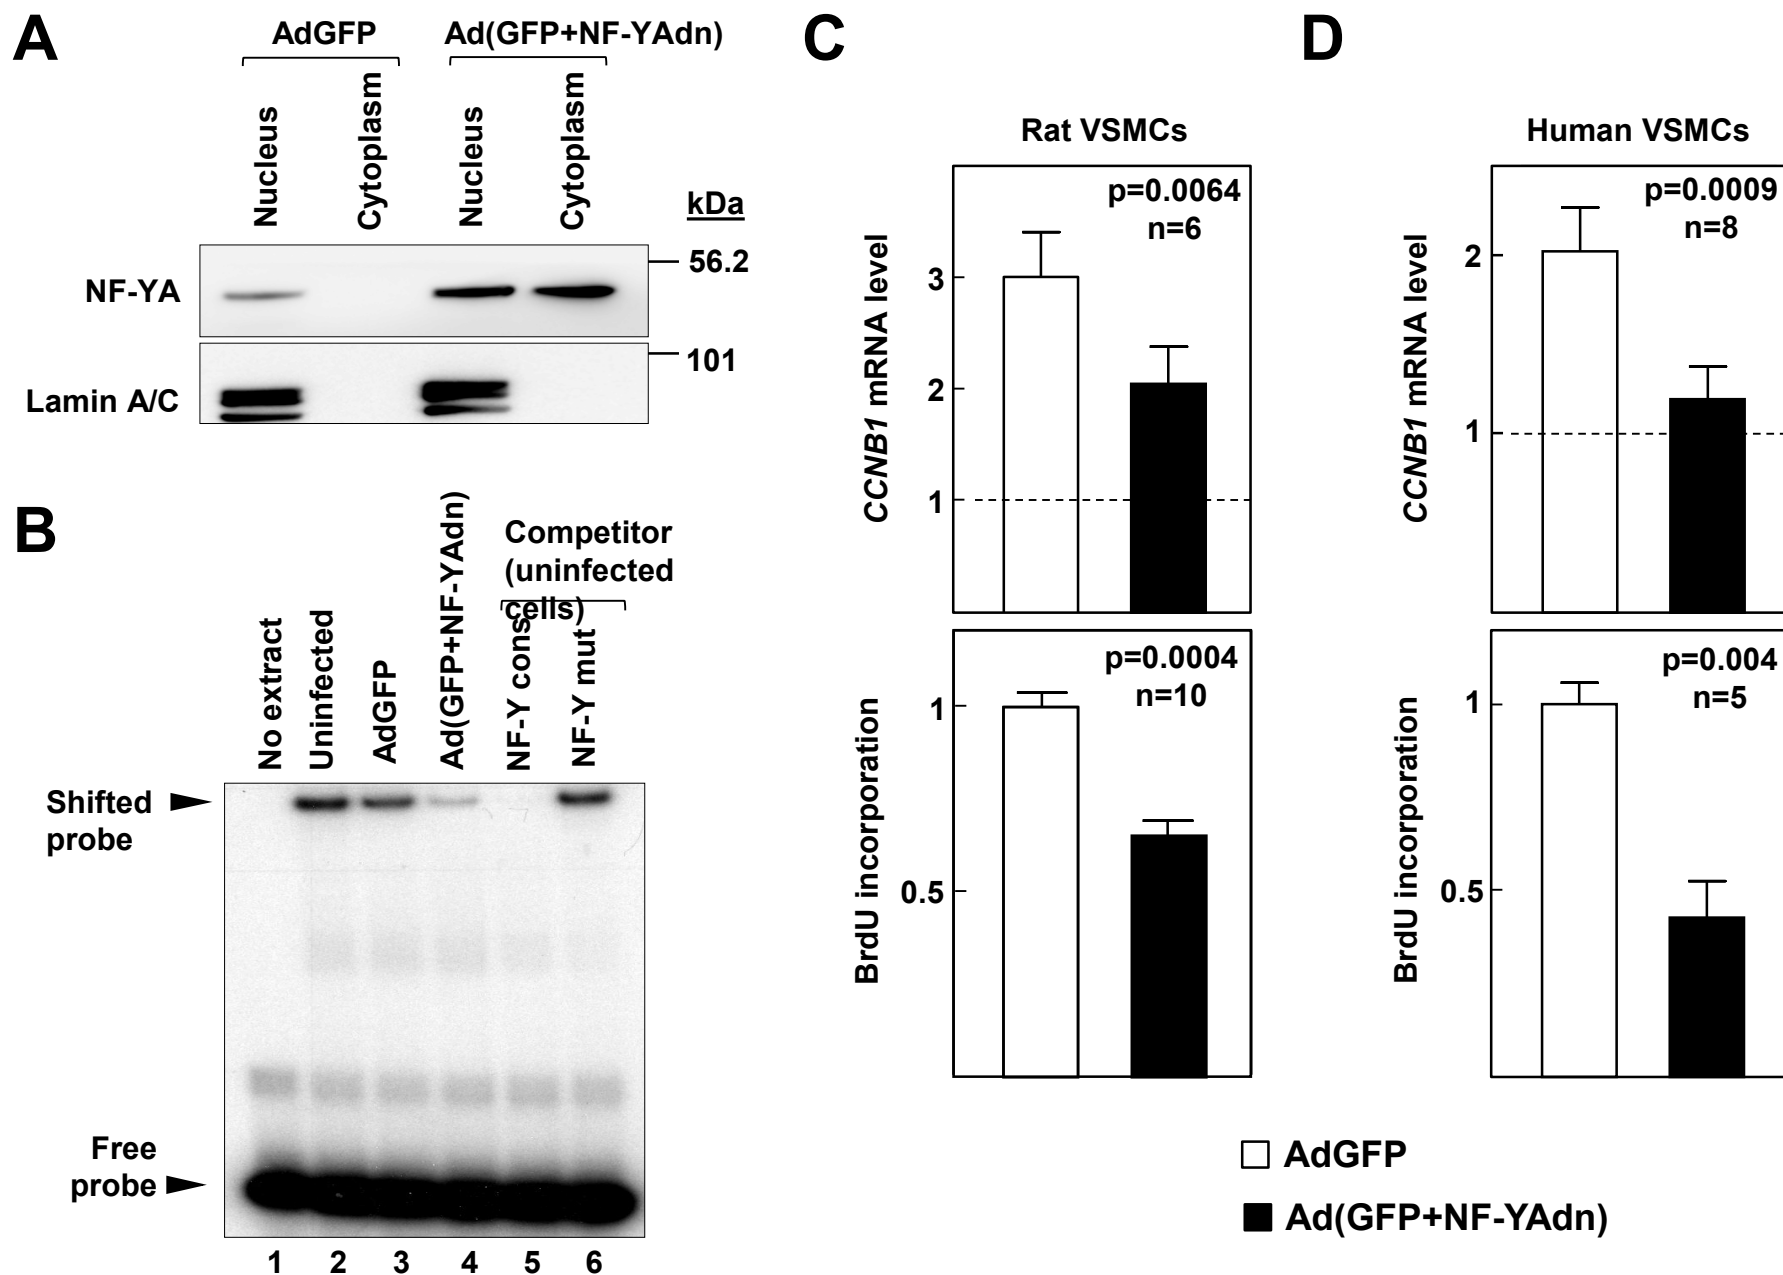 A
AdGFP
Ad(GFP+NF-YAdn)
Nucleus
Cytoplasm
Nucleus
Cytoplasm
kDa
NF-YA
56.2
Lamin A/C
101
B
No extract
Uninfected
AdGFP
Ad(GFP+NF-YAdn)
Competitor
(uninfected
cells)
NF-Y cons
NF-Y mut
Shifted
probe
Free
probe
1 2 3 4 5 6
C
Rat VSMCs
CCNB1 mRNA level
p=0.0064
n=6
3
2
1
BrdU incorporation
p=0.0004
n=10
1
0.5
D
Human VSMCs
CCNB1 mRNA level
p=0.0009
n=8
2
1
BrdU incorporation
p=0.004
n=5
1
0.5
AdGFP
Ad(GFP+NF-YAdn)